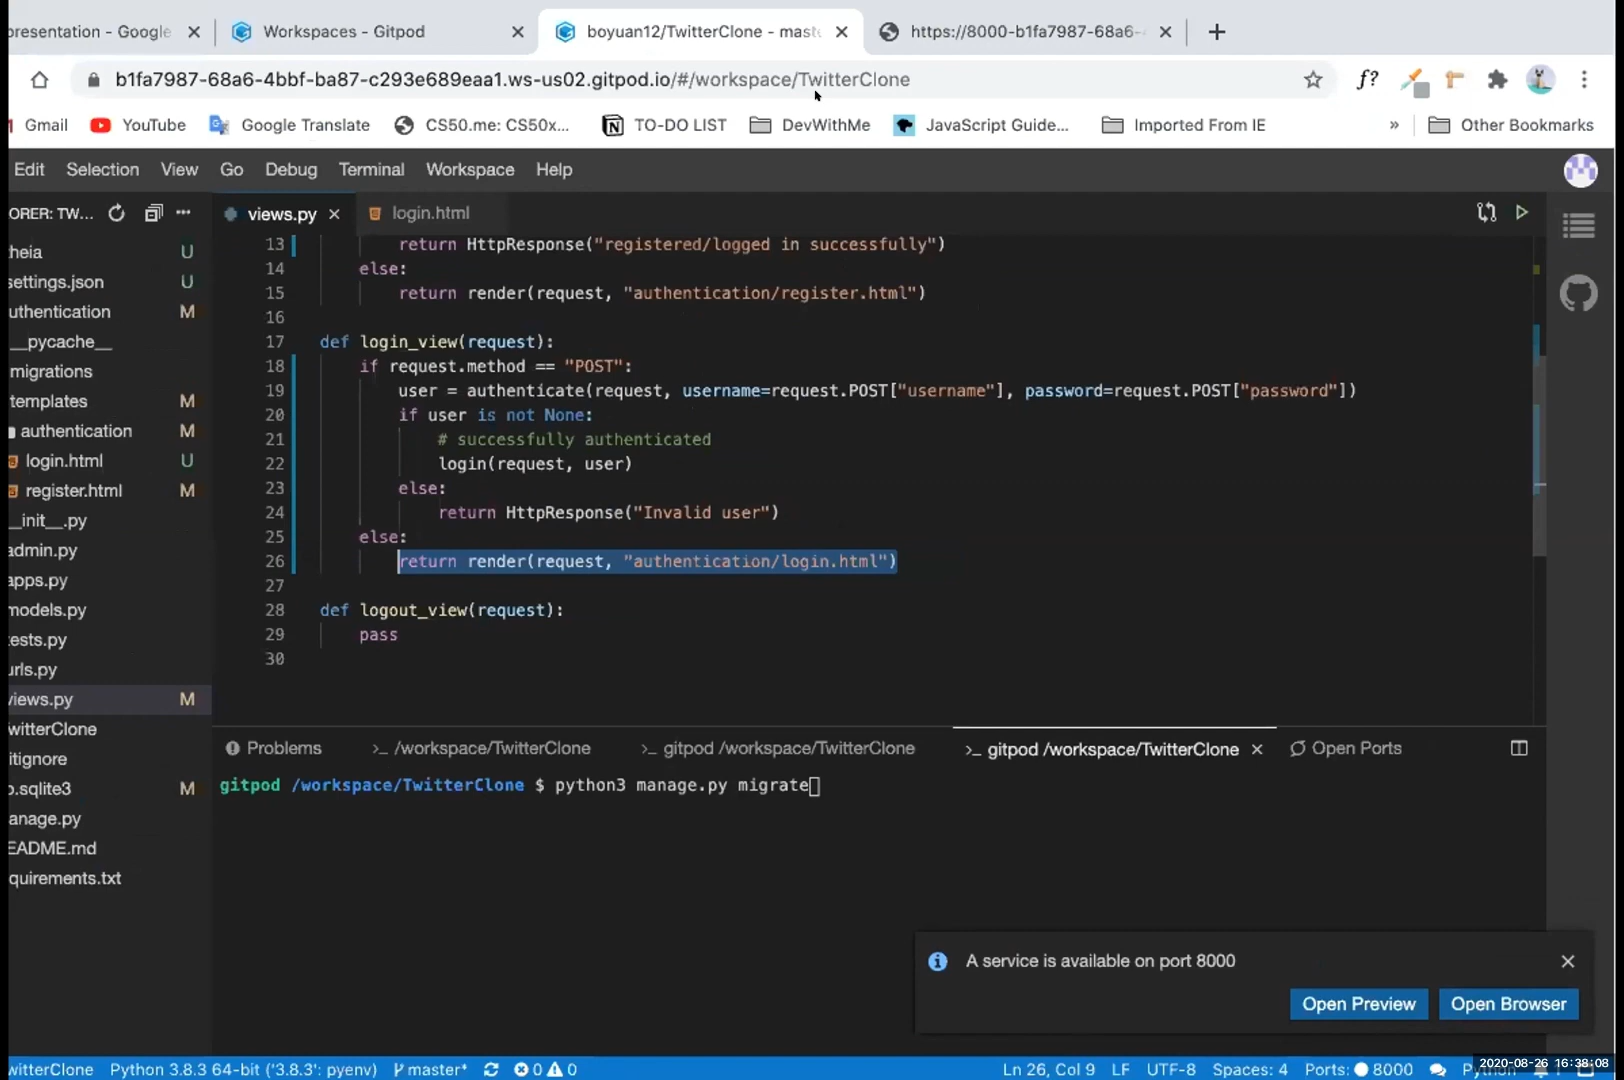 presentation - Google
Workspaces - Gitpod
boyuan12/TwitterClone - mast
https://8000-b1fa7987-68a6-
b1fa7987-68a6-4bbf-ba87-c293e689eaa1.ws-us02.gitpod.io/#/workspace/TwitterClone
f?
Gmail
YouTube
Google Translate
CS50.me: CS50x...
TO-DO LIST
DevWithMe
JavaScript Guide...
Imported From IE
»
Other Bookmarks
Edit Selection View Go Debug Terminal Workspace Help
ORER: TW...
views.py
login.html
heia U
settings.json U
uthentication M
__pycache__
migrations
templates M
authentication M
login.html U
register.html M
__init__.py
admin.py
apps.py
models.py
tests.py
urls.py
views.py M
witterClone
itignore
b.sqlite3 M
anage.py
EADME.md
quirements.txt
13 return HttpResponse("registered/logged in successfully")
14 else:
15 return render(request, "authentication/register.html")
16
17 def login_view(request):
18 if request.method == "POST":
19 user = authenticate(request, username=request.POST["username"], password=request.POST["password"])
20 if user is not None:
21 # successfully authenticated
22 login(request, user)
23 else:
24 return HttpResponse("Invalid user")
25 else:
26 return render(request, "authentication/login.html")
27
28 def logout_view(request):
29 pass
30
Problems
>_ /workspace/TwitterClone
>_ gitpod /workspace/TwitterClone
>_ gitpod /workspace/TwitterClone
Open Ports
gitpod /workspace/TwitterClone $ python3 manage.py migrate
A service is available on port 8000
Open Preview
Open Browser
witterClone
Python 3.8.3 64-bit ('3.8.3': pyenv)
master*
0 0
Ln 26, Col 9
LF
UTF-8
Spaces: 4
Ports: 8000
2020-08-26 16:38:08